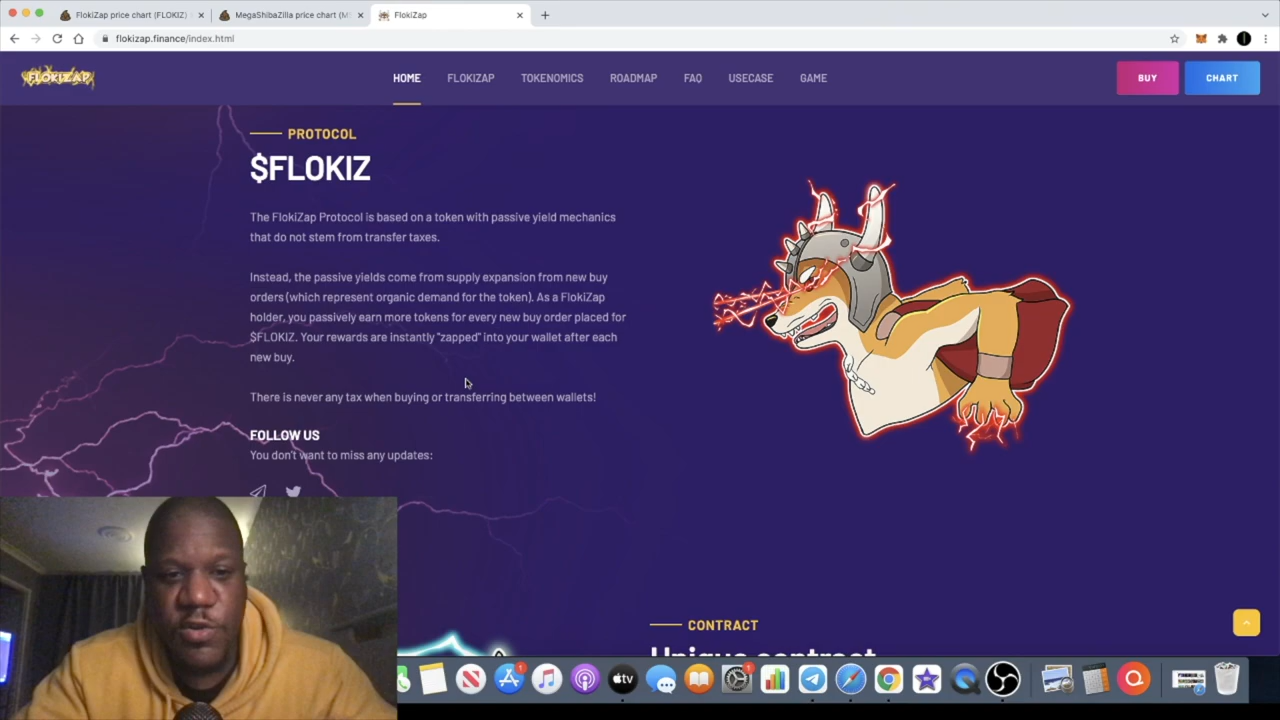 FlokiZap price chart (FLOKIZ)
MegaShibaZilla price chart (M
FlokiZap
flokizap.finance/index.html
FLOKIZAP
HOME
FLOKIZAP
TOKENOMICS
ROADMAP
FAQ
USECASE
GAME
BUY
CHART
PROTOCOL
$FLOKIZ
The FlokiZap Protocol is based on a token with passive yield mechanics
that do not stem from transfer taxes.
Instead, the passive yields come from supply expansion from new buy
orders (which represent organic demand for the token). As a FlokiZap
holder, you passively earn more tokens for every new buy order placed for
$FLOKIZ. Your rewards are instantly "zapped" into your wallet after each
new buy.
There is never any tax when buying or transferring between wallets!
FOLLOW US
You don't want to miss any updates:
CONTRACT
Unique contract
tv
1
1